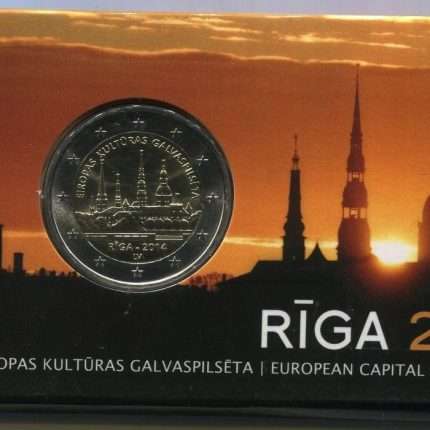 EIROPAS KULTŪRAS GALVASPILSĒTA
RĪGA - 2014
LV
RĪGA 2
OPAS KULTŪRAS GALVASPILSĒTA | EUROPEAN CAPITAL